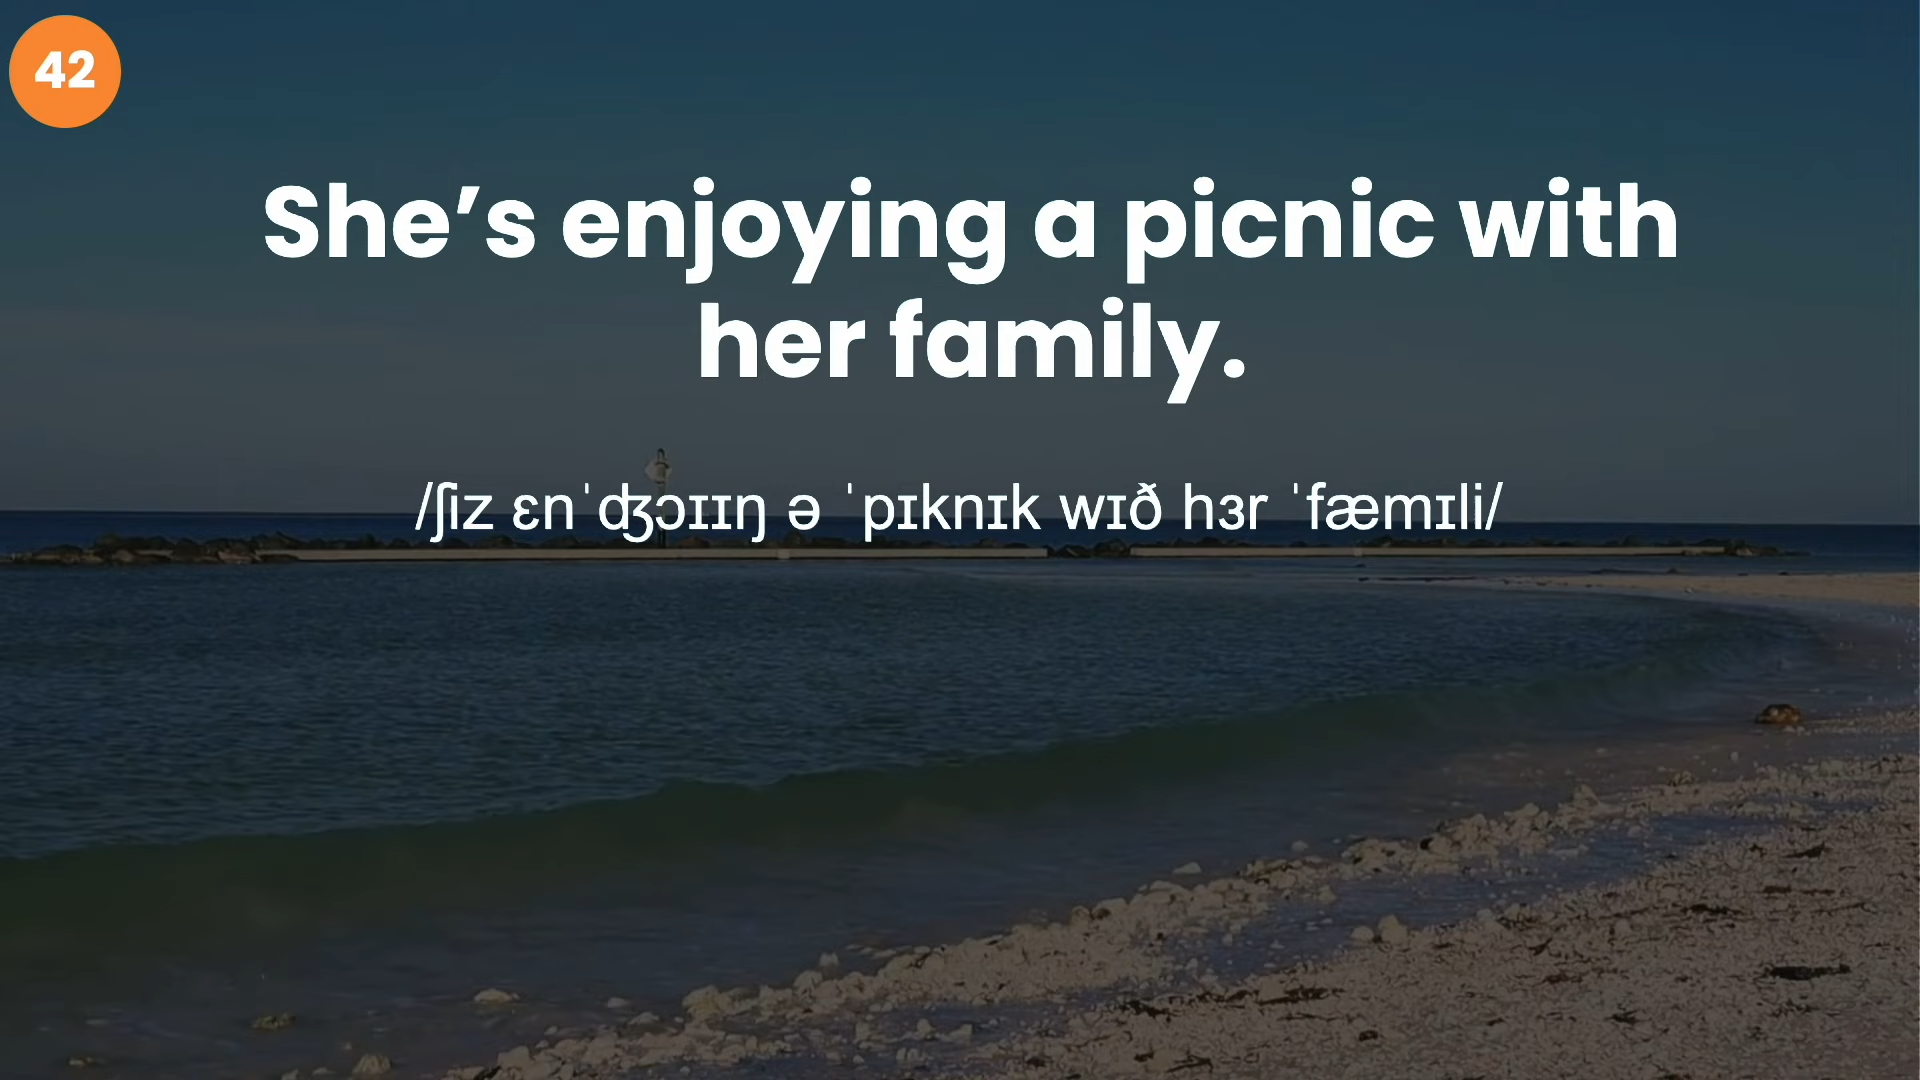 42
She’s enjoying a picnic with
her family.
/ʃiz ɛnˈʤɔɪɪŋ ə ˈpɪknɪk wɪð hɜr ˈfæmɪli/